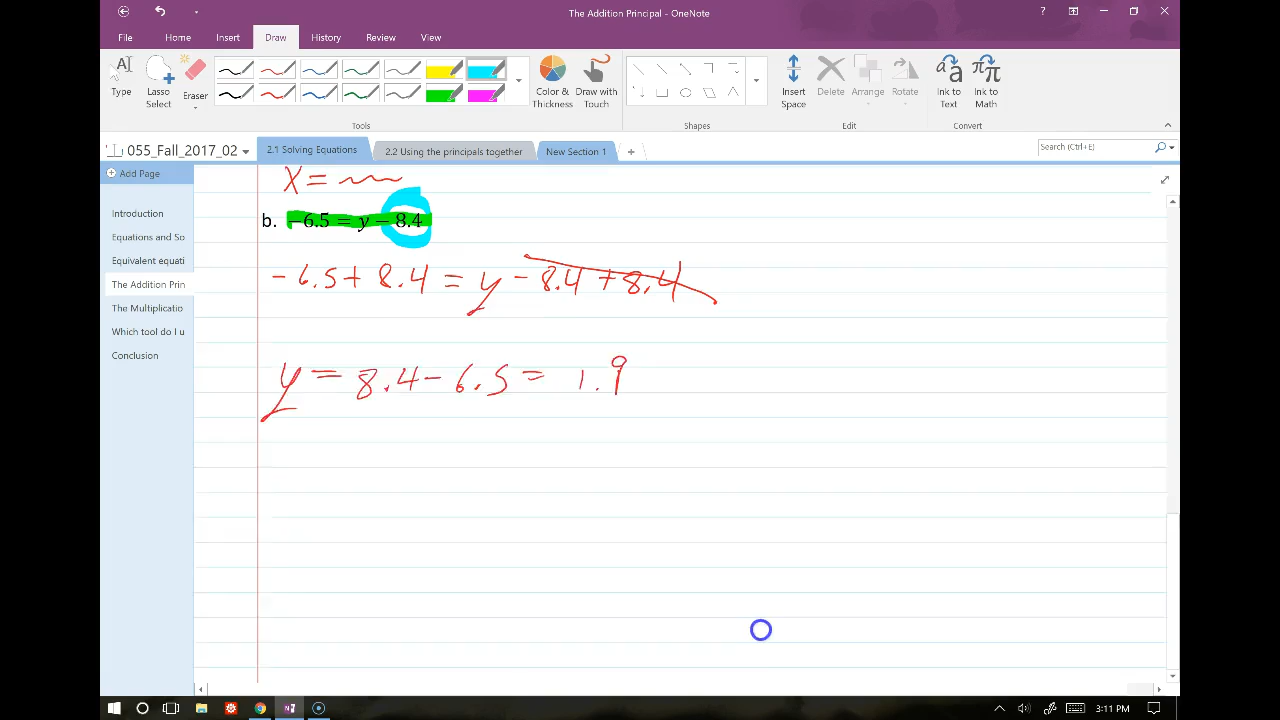 The Addition Principal - OneNote
?
File Home Insert Draw History Review View
Type Lasso Select Eraser Color & Thickness Draw with Touch Insert Space Delete Arrange Rotate Ink to Text Ink to Math
Tools Shapes Edit Convert
055_Fall_2017_02 2.1 Solving Equations 2.2 Using the principals together New Section 1 + Search (Ctrl+E)
Add Page
Introduction
Equations and So
Equivalent equati
The Addition Prin
The Multiplicatio
Which tool do I u
Conclusion
x =
b. −6.5 = y − 8.4
-6.5 + 8.4 = y - 8.4 + 8.4
y = 8.4 - 6.5 = 1.9
3:11 PM